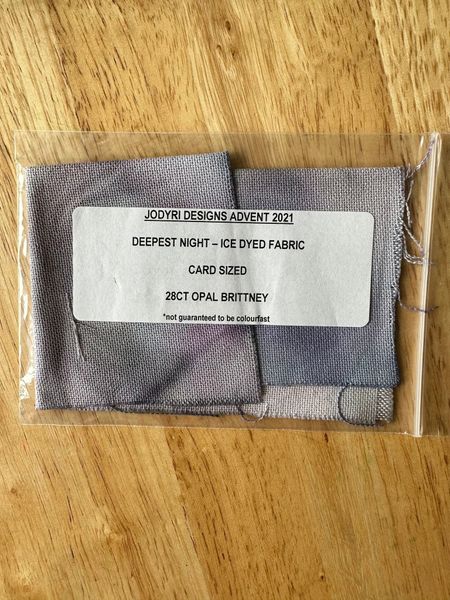 JODYRI DESIGNS ADVENT 2021
DEEPEST NIGHT – ICE DYED FABRIC
CARD SIZED
28CT OPAL BRITTNEY
*not guaranteed to be colourfast